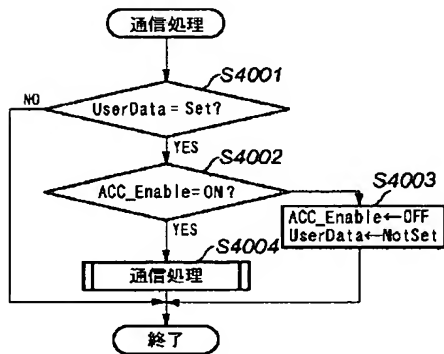 通信処理
S4001
NO
UserData=Set?
YES
S4002
ACC_Enable=ON?
S4003
ACC_Enable←OFF
UserData←NotSet
YES
S4004
通信処理
終了